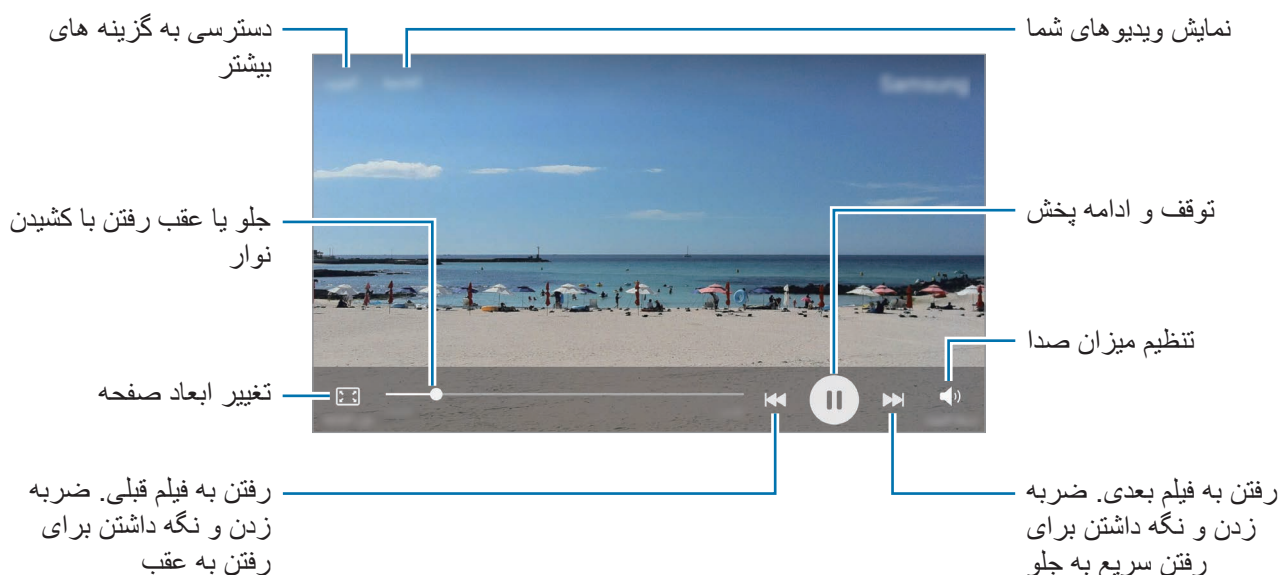 نمایش ویدیوهای شما
دسترسی به گزینه های
بیشتر
توقف و ادامه پخش
جلو یا عقب رفتن با کشیدن
نوار
تنظیم میزان صدا
تغییر ابعاد صفحه
رفتن به فیلم بعدی. ضربه
زدن و نگه داشتن برای
رفتن سریع به جلو
رفتن به فیلم قبلی. ضربه
زدن و نگه داشتن برای
رفتن به عقب